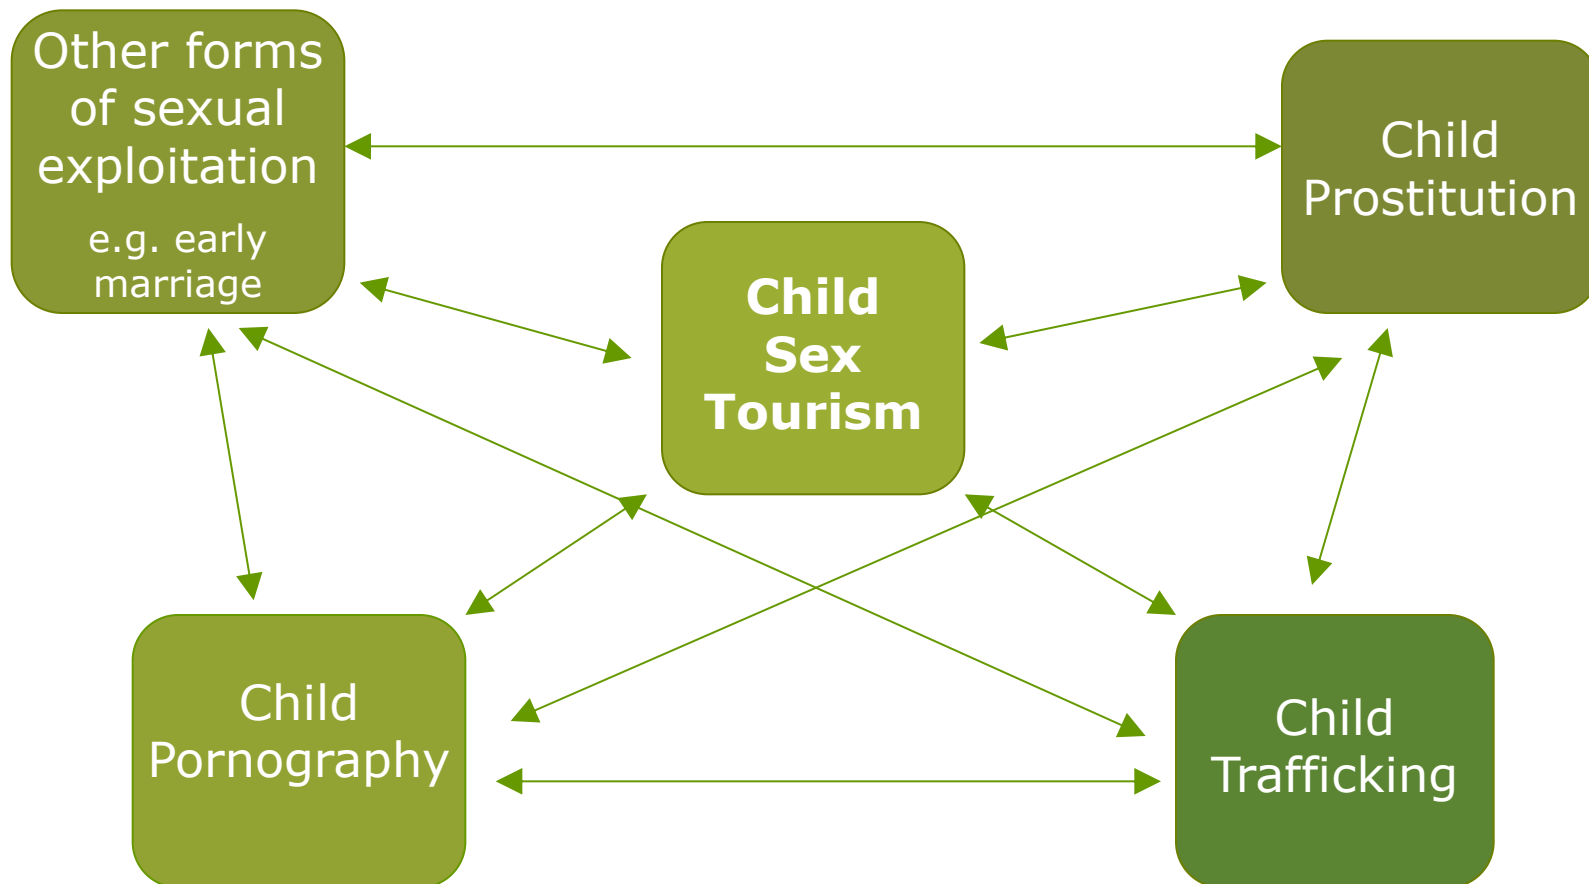 Other forms
of sexual
exploitation
e.g. early
marriage
Child
Prostitution
Child
Sex
Tourism
Child
Pornography
Child
Trafficking